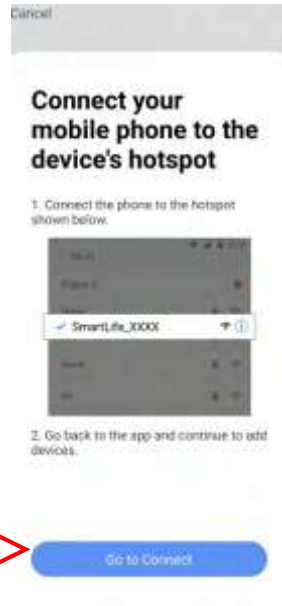 Cancel
Connect your
mobile phone to the
device's hotspot
1. Connect the phone to the hotspot
shown below.
SmartLife_XXXX
2. Go back to the app and continue to add
devices.
Go to Connect